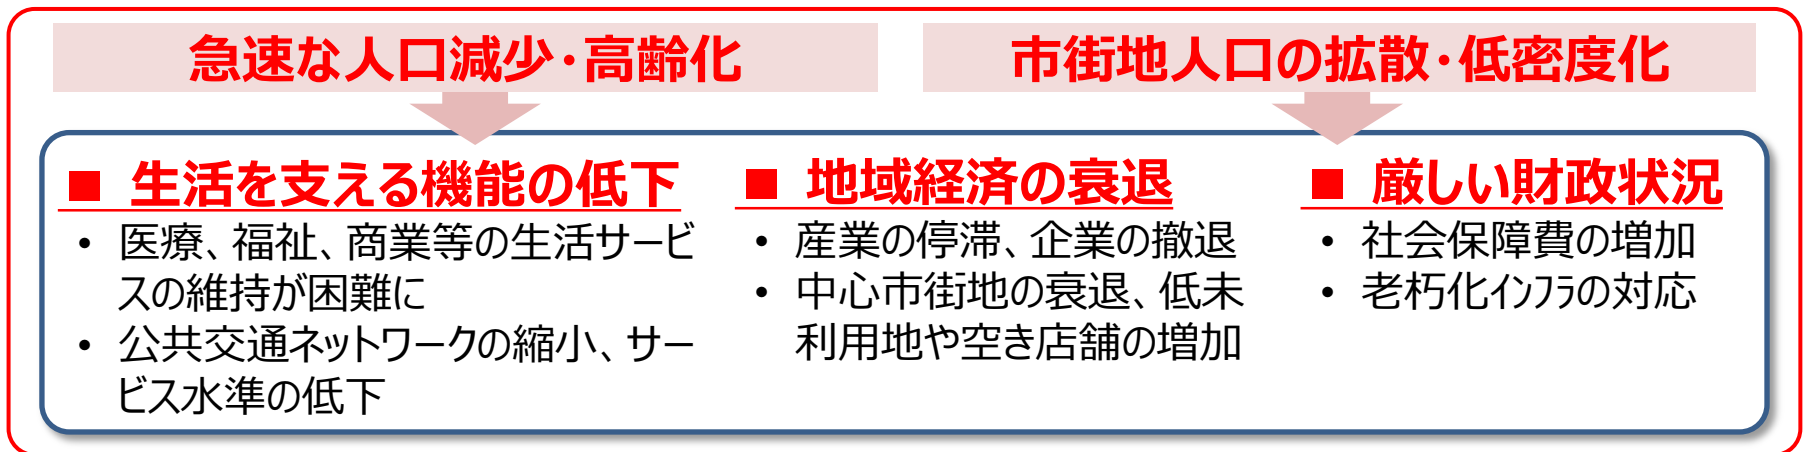 急速な人口減少・高齢化
市街地人口の拡散・低密度化
■ 生活を支える機能の低下
• 医療、福祉、商業等の生活サービ
スの維持が困難に
• 公共交通ネットワークの縮小、サー
ビス水準の低下
■ 地域経済の衰退
• 産業の停滞、企業の撤退
• 中心市街地の衰退、低未
利用地や空き店舗の増加
■ 厳しい財政状況
• 社会保障費の増加
• 老朽化インフラの対応